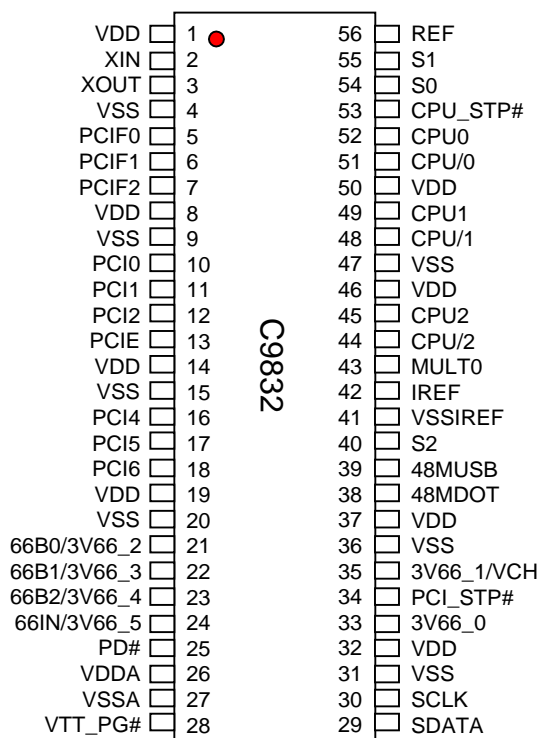 VDD 1 56 REF
XIN 2 55 S1
XOUT 3 54 S0
VSS 4 53 CPU_STP#
PCIF0 5 52 CPU0
PCIF1 6 51 CPU/0
PCIF2 7 50 VDD
VDD 8 49 CPU1
VSS 9 48 CPU/1
PCI0 10 47 VSS
PCI1 11 46 VDD
PCI2 12 45 CPU2
PCIE 13 44 CPU/2
VDD 14 43 MULT0
VSS 15 42 IREF
PCI4 16 41 VSSIREF
PCI5 17 40 S2
PCI6 18 39 48MUSB
VDD 19 38 48MDOT
VSS 20 37 VDD
66B0/3V66_2 21 36 VSS
66B1/3V66_3 22 35 3V66_1/VCH
66B2/3V66_4 23 34 PCI_STP#
66IN/3V66_5 24 33 3V66_0
PD# 25 32 VDD
VDDA 26 31 VSS
VSSA 27 30 SCLK
VTT_PG# 28 29 SDATA
C9832